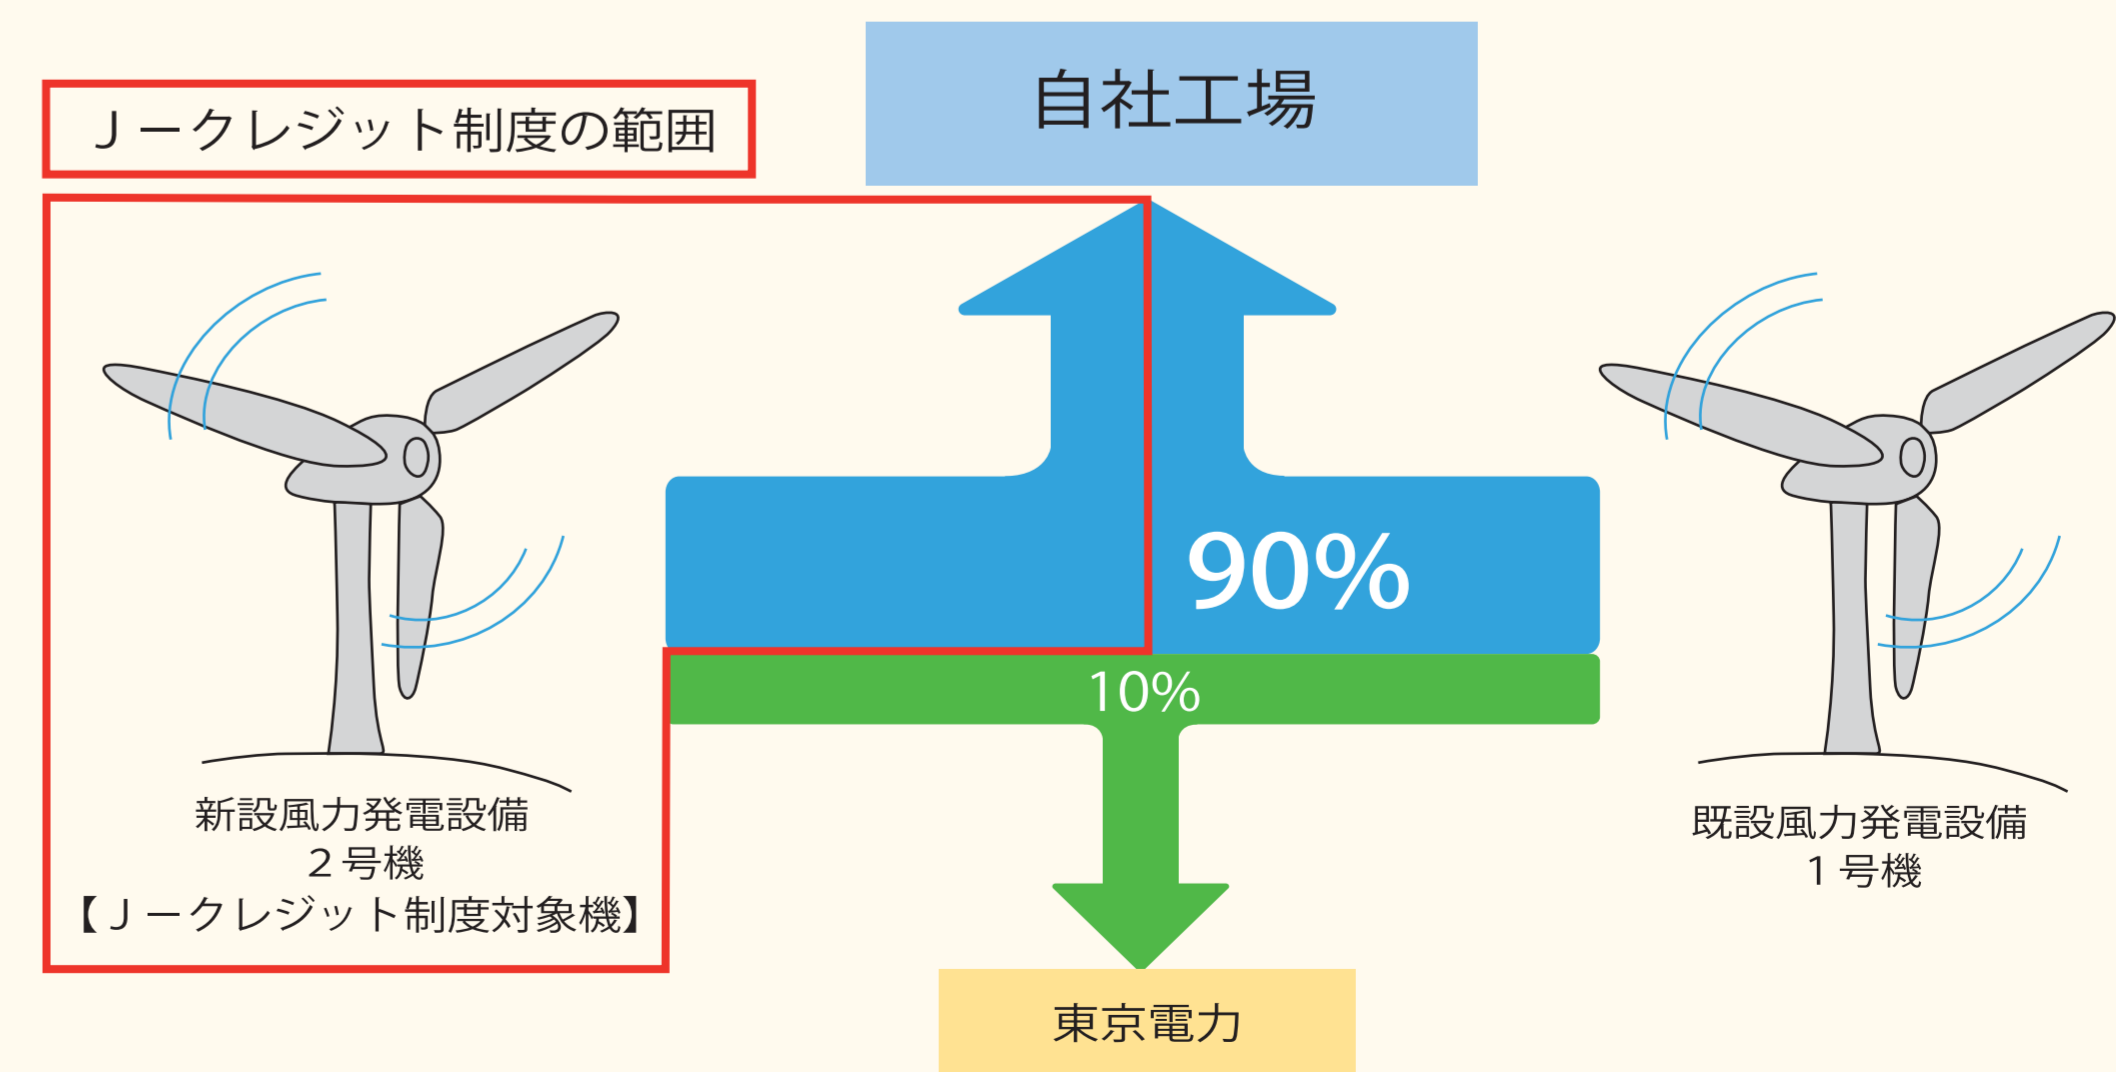 自社工場
Ｊークレジット制度の範囲
90%
10%
新設風力発電設備
２号機
【Ｊークレジット制度対象機】
既設風力発電設備
１号機
東京電力